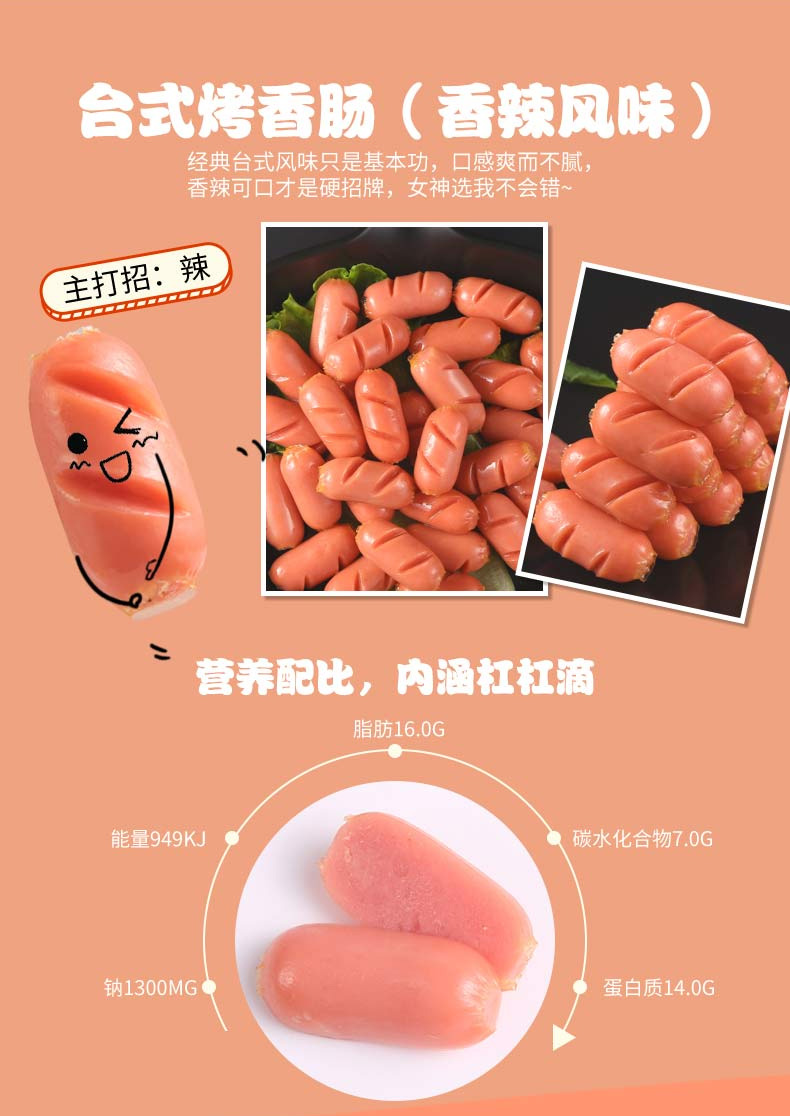 台式烤香肠（香辣风味）
经典台式风味只是基本功，口感爽而不腻，
香辣可口才是硬招牌，女神选我不会错~
主打招：辣
营养配比，内涵杠杠滴
脂肪16.0G
能量949KJ
碳水化合物7.0G
钠1300MG
蛋白质14.0G